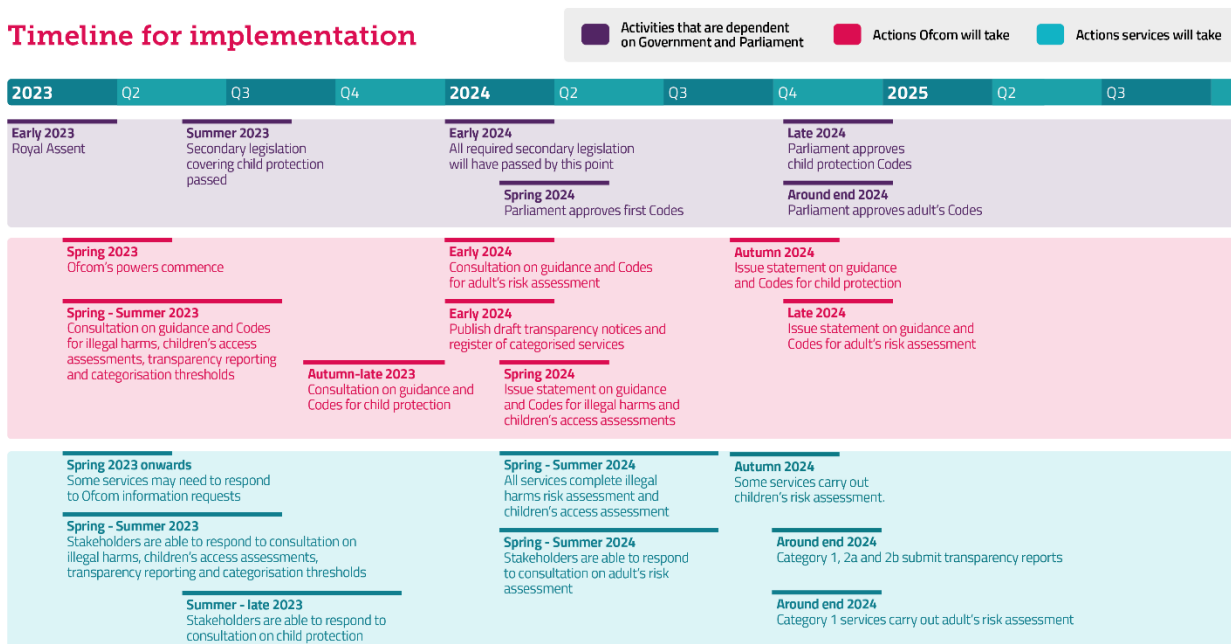 Timeline for implementation
Activities that are dependent
on Government and Parliament
Actions Ofcom will take
Actions services will take
2023
Q2
Q3
Q4
2024
Q2
Q3
Q4
2025
Q2
Q3
Early 2023
Royal Assent
Summer 2023
Secondary legislation
covering child protection
passed
Early 2024
All required secondary legislation
will have passed by this point
Spring 2024
Parliament approves first Codes
Late 2024
Parliament approves
child protection Codes
Around end 2024
Parliament approves adult's Codes
Spring 2023
Ofcom's powers commence
Spring - Summer 2023
Consultation on guidance and Codes
for illegal harms, children's access
assessments, transparency reporting
and categorisation thresholds
Autumn-late 2023
Consultation on guidance and
Codes for child protection
Early 2024
Consultation on guidance and Codes
for adult's risk assessment
Early 2024
Publish draft transparency notices and
register of categorised services
Spring 2024
Issue statement on guidance
and Codes for illegal harms and
children's access assessments
Autumn 2024
Issue statement on guidance
and Codes for child protection
Late 2024
Issue statement on guidance and
Codes for adult's risk assessment
Spring 2023 onwards
Some services may need to respond
to Ofcom information requests
Spring - Summer 2023
Stakeholders are able to respond to consultation on
illegal harms, children's access assessments,
transparency reporting and categorisation thresholds
Summer - late 2023
Stakeholders are able to respond to
consultation on child protection
Spring - Summer 2024
All services complete illegal
harms risk assessment and
children's access assessment
Spring - Summer 2024
Stakeholders are able to respond
to consultation on adult's risk
assessment
Autumn 2024
Some services carry out
children's risk assessment.
Around end 2024
Category 1, 2a and 2b submit transparency reports
Around end 2024
Category 1 services carry out adult's risk assessment